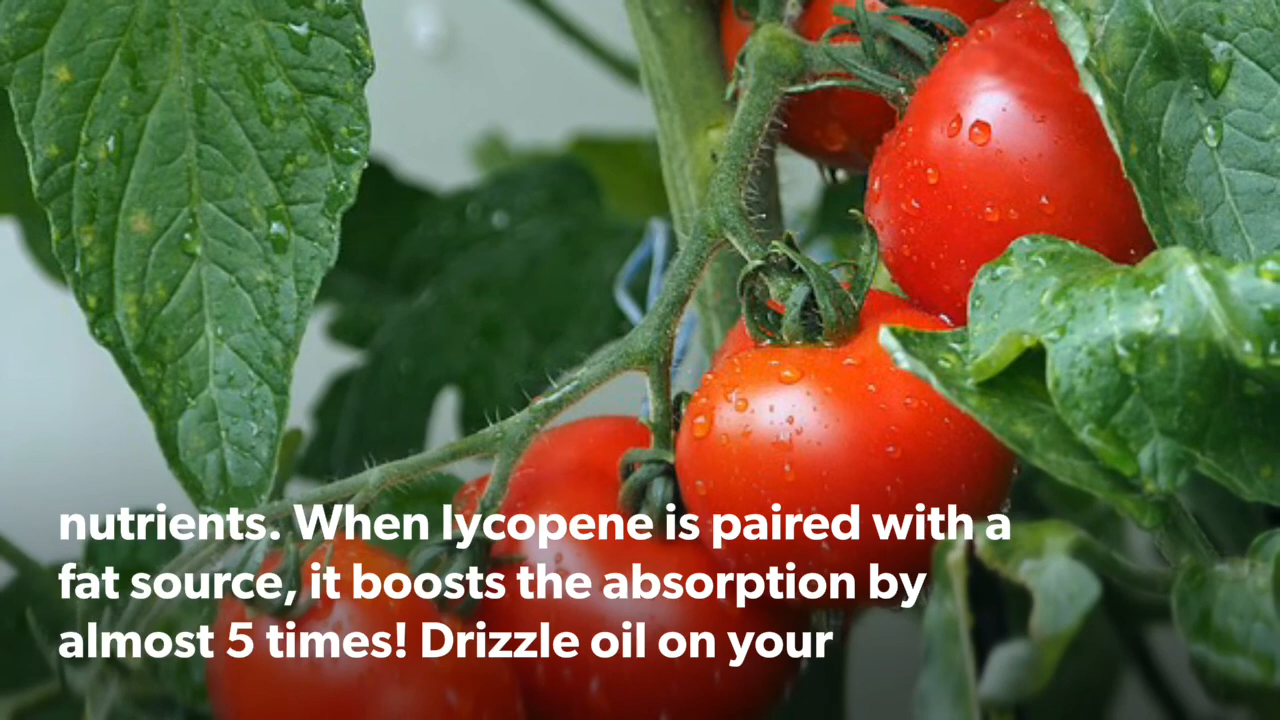 nutrients. When lycopene is paired with a
fat source, it boosts the absorption by
almost 5 times! Drizzle oil on your